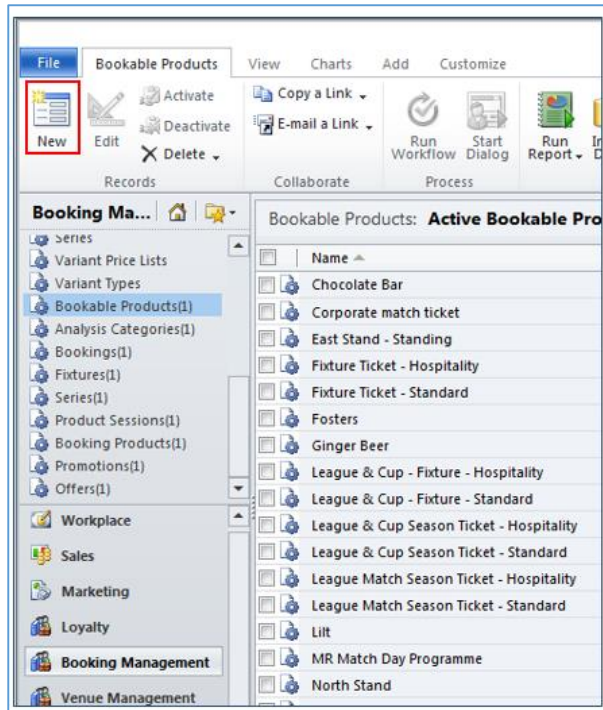 File Bookable Products View Charts Add Customize
New
Edit
Activate
Deactivate
Delete
Copy a Link
E-mail a Link
Run Workflow
Start Dialog
Run Report
Records Collaborate Process
Booking Ma...
Series
Variant Price Lists
Variant Types
Bookable Products(1)
Analysis Categories(1)
Bookings(1)
Fixtures(1)
Series(1)
Product Sessions(1)
Booking Products(1)
Promotions(1)
Offers(1)
Workplace
Sales
Marketing
Loyalty
Booking Management
Venue Management
Bookable Products: Active Bookable Pro
Name
Chocolate Bar
Corporate match ticket
East Stand - Standing
Fixture Ticket - Hospitality
Fixture Ticket - Standard
Fosters
Ginger Beer
League & Cup - Fixture - Hospitality
League & Cup - Fixture - Standard
League & Cup Season Ticket - Hospitality
League & Cup Season Ticket - Standard
League Match Season Ticket - Hospitality
League Match Season Ticket - Standard
Lilt
MR Match Day Programme
North Stand